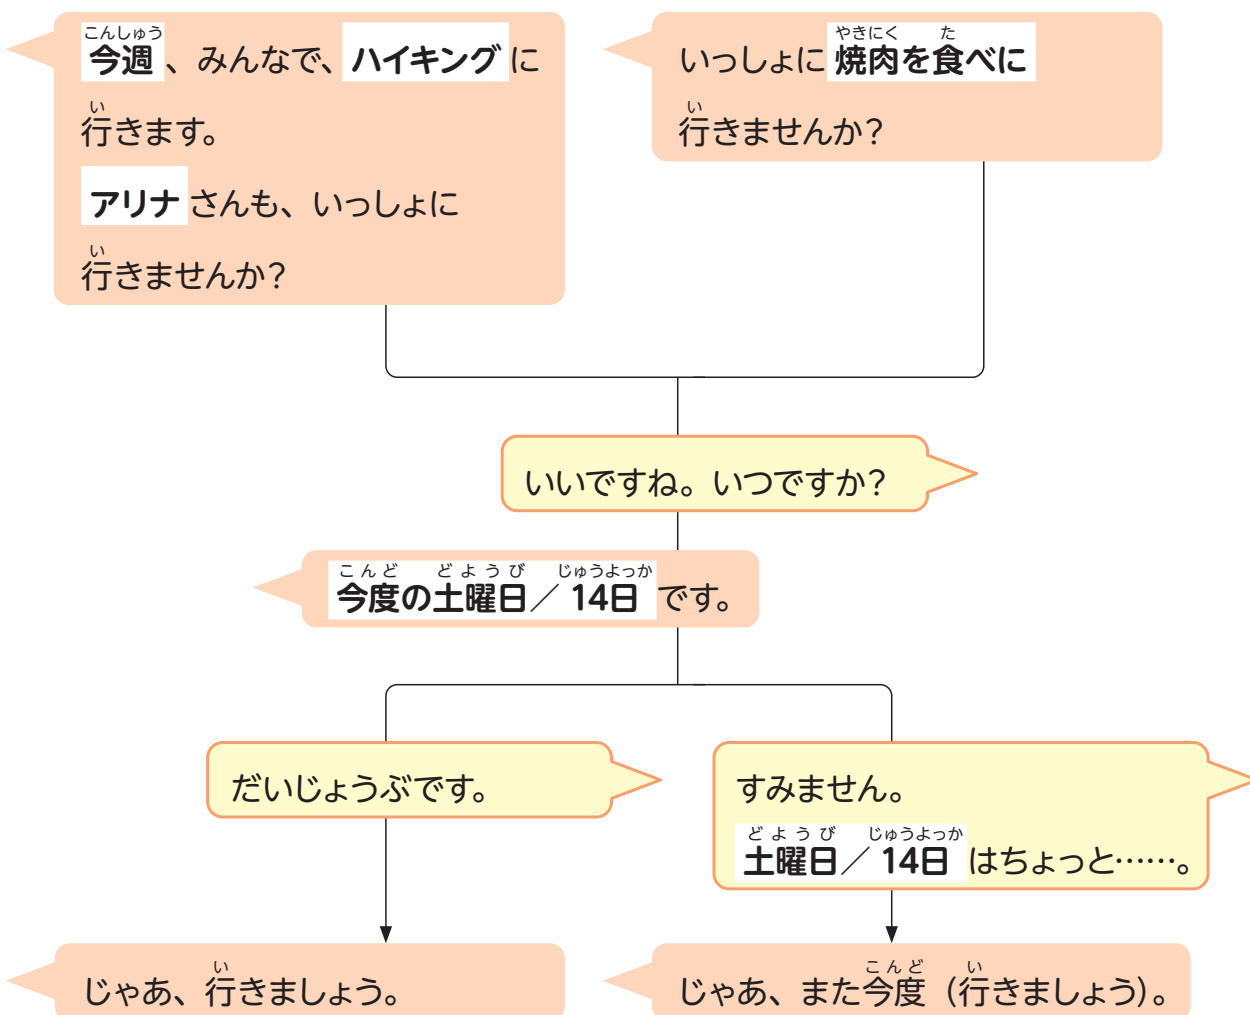 こんしゅう
今週、みんなで、ハイキングに
い
行きます。
アリナさんも、いっしょに
い
行きませんか?
やきにく た
いっしょに焼肉を食べに
い
行きませんか?
いいですね。いつですか?
こんど どようび じゅうよっか
今度の土曜日／14日です。
だいじょうぶです。
すみません。
どようび じゅうよっか
土曜日／14日はちょっと……。
い
じゃあ、行きましょう。
こんど い
じゃあ、また今度（行きましょう）。